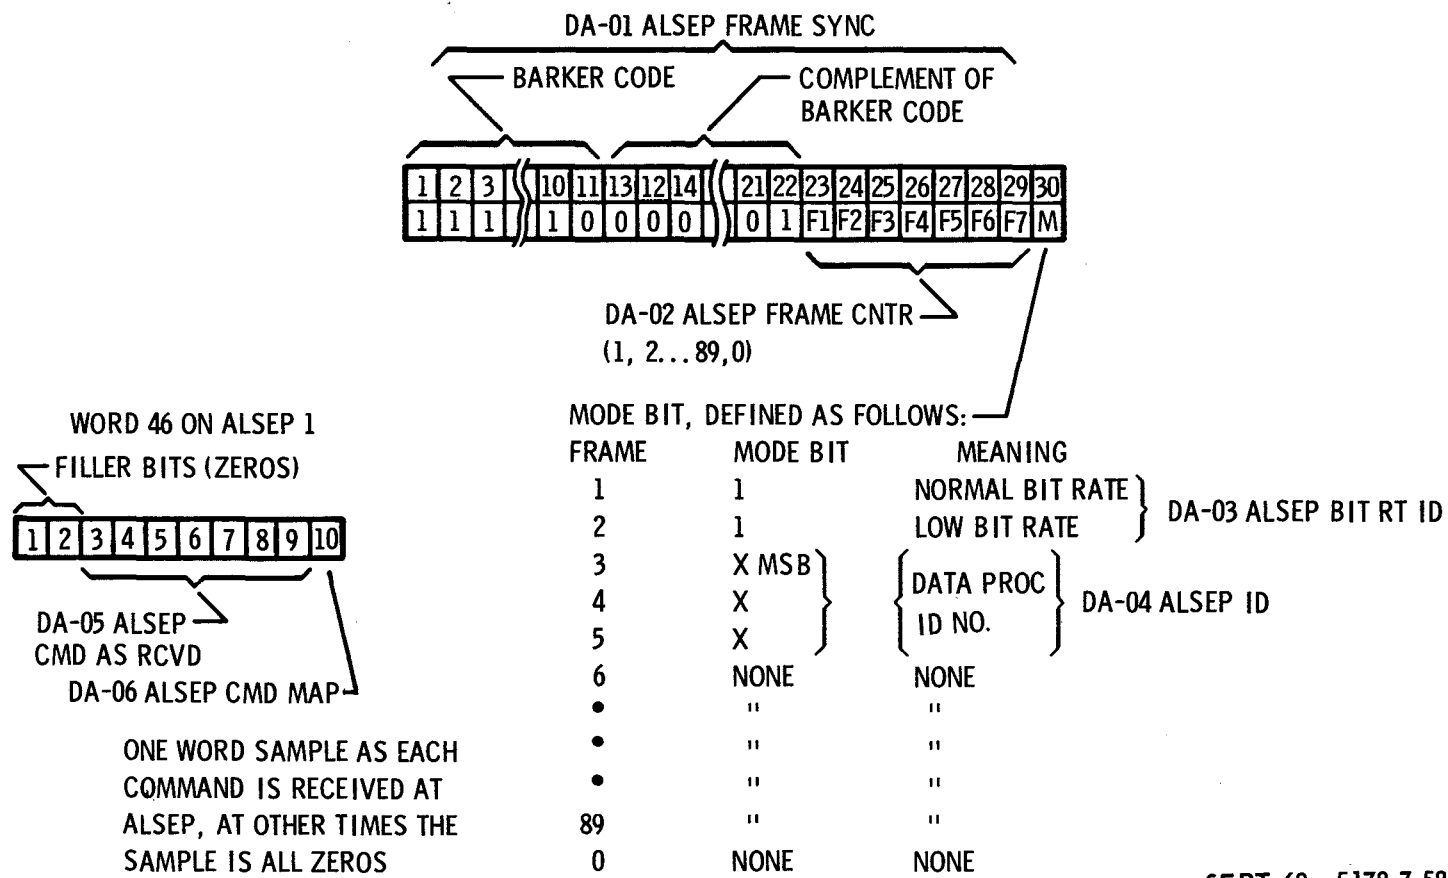 DA-01 ALSEP FRAME SYNC
BARKER CODE
COMPLEMENT OF
BARKER CODE
1 2 3 10 11 13 12 14 21 22 23 24 25 26 27 28 29 30
1 1 1 1 0 0 0 0 0 1 F1 F2 F3 F4 F5 F6 F7 M
DA-02 ALSEP FRAME CNTR
(1, 2...89,0)
WORD 46 ON ALSEP 1
FILLER BITS (ZEROS)
1 2 3 4 5 6 7 8 9 10
DA-05 ALSEP
CMD AS RCVD
DA-06 ALSEP CMD MAP
ONE WORD SAMPLE AS EACH
COMMAND IS RECEIVED AT
ALSEP, AT OTHER TIMES THE
SAMPLE IS ALL ZEROS
MODE BIT, DEFINED AS FOLLOWS:
FRAME MODE BIT MEANING
1 1 NORMAL BIT RATE
2 1 LOW BIT RATE
DA-03 ALSEP BIT RT ID
3 X MSB
4 X
5 X
DATA PROC
ID NO.
DA-04 ALSEP ID
6 NONE NONE
• " "
• " "
• " "
89 " "
0 NONE NONE